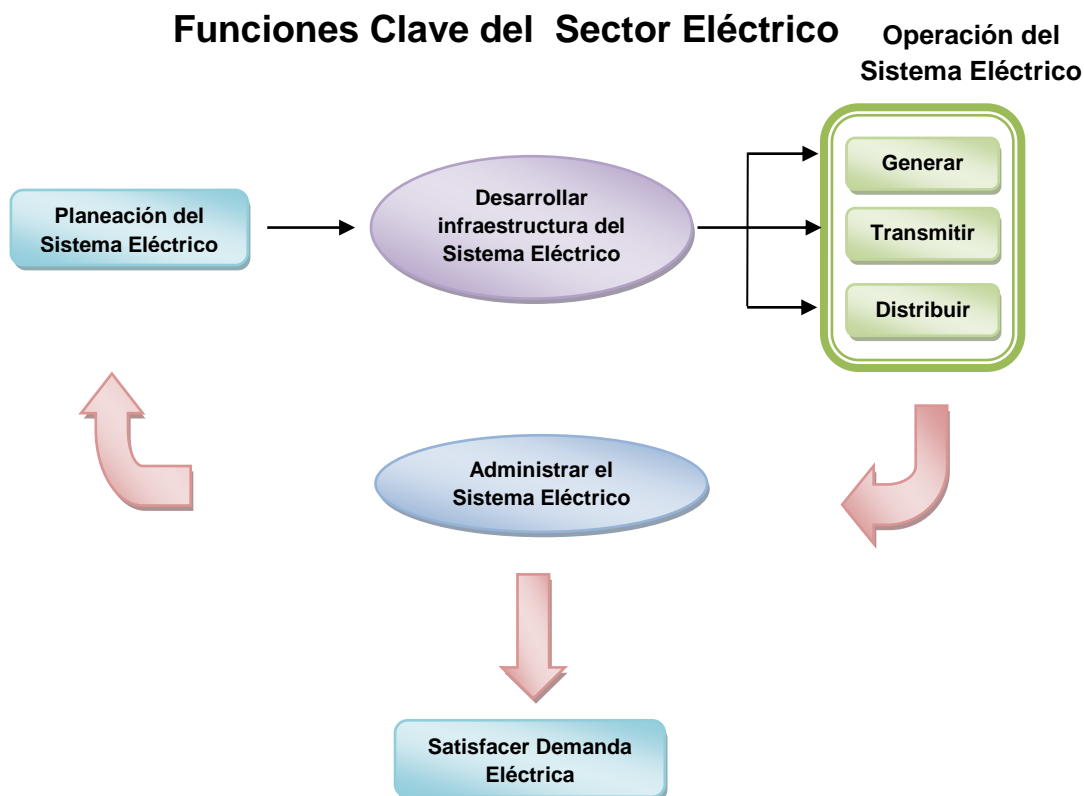 Funciones Clave del Sector Eléctrico
Operación del
Sistema Eléctrico
Planeación del
Sistema Eléctrico
Desarrollar
infraestructura del
Sistema Eléctrico
Generar
Transmitir
Distribuir
Administrar el
Sistema Eléctrico
Satisfacer Demanda
Eléctrica